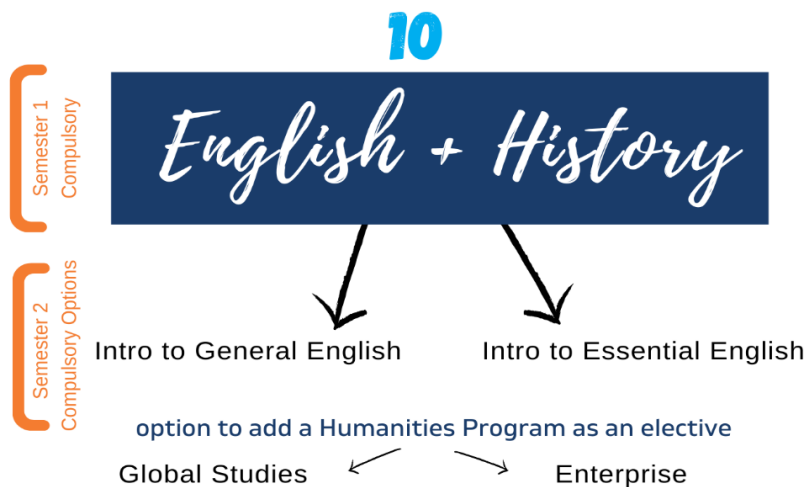 10
Semester 1
Compulsory
English + History
Semester 2
Compulsory Options
Intro to General English
Intro to Essential English
option to add a Humanities Program as an elective
Global Studies
Enterprise